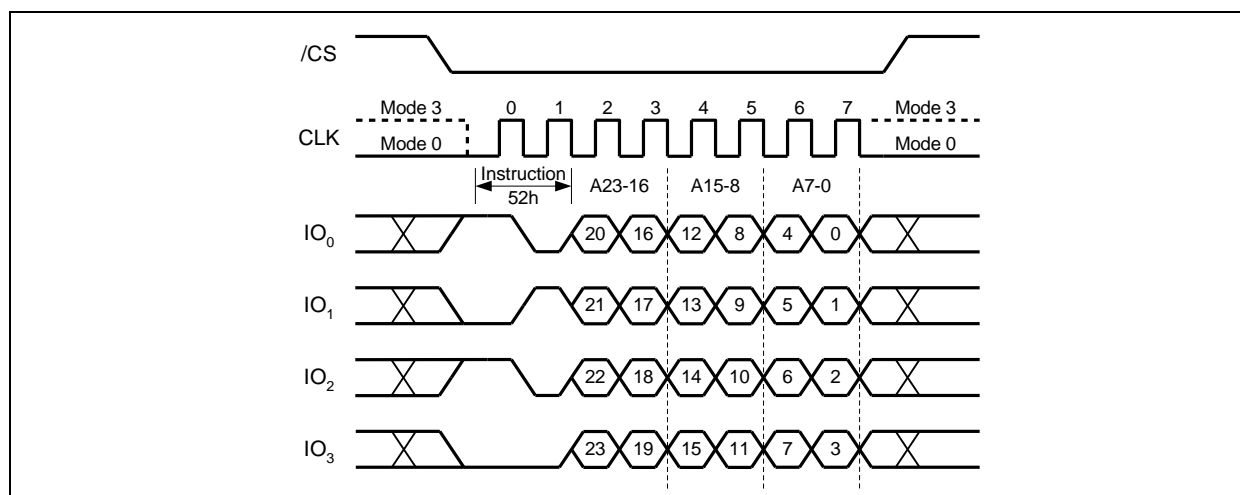 /CS
Mode 3 0 1 2 3 4 5 6 7 Mode 3
CLK
Mode 0 Mode 0
Instruction A23-16 A15-8 A7-0
52h
IO0 20 16 12 8 4 0
IO1 21 17 13 9 5 1
IO2 22 18 14 10 6 2
IO3 23 19 15 11 7 3